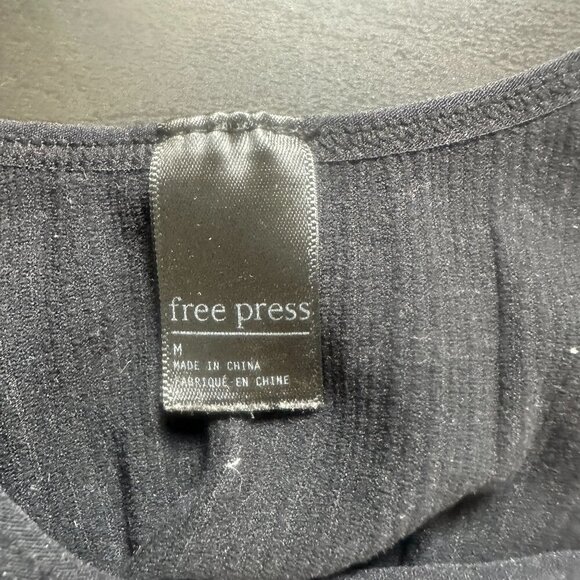 free press
M
MADE IN CHINA
FABRIQUÉ EN CHINE